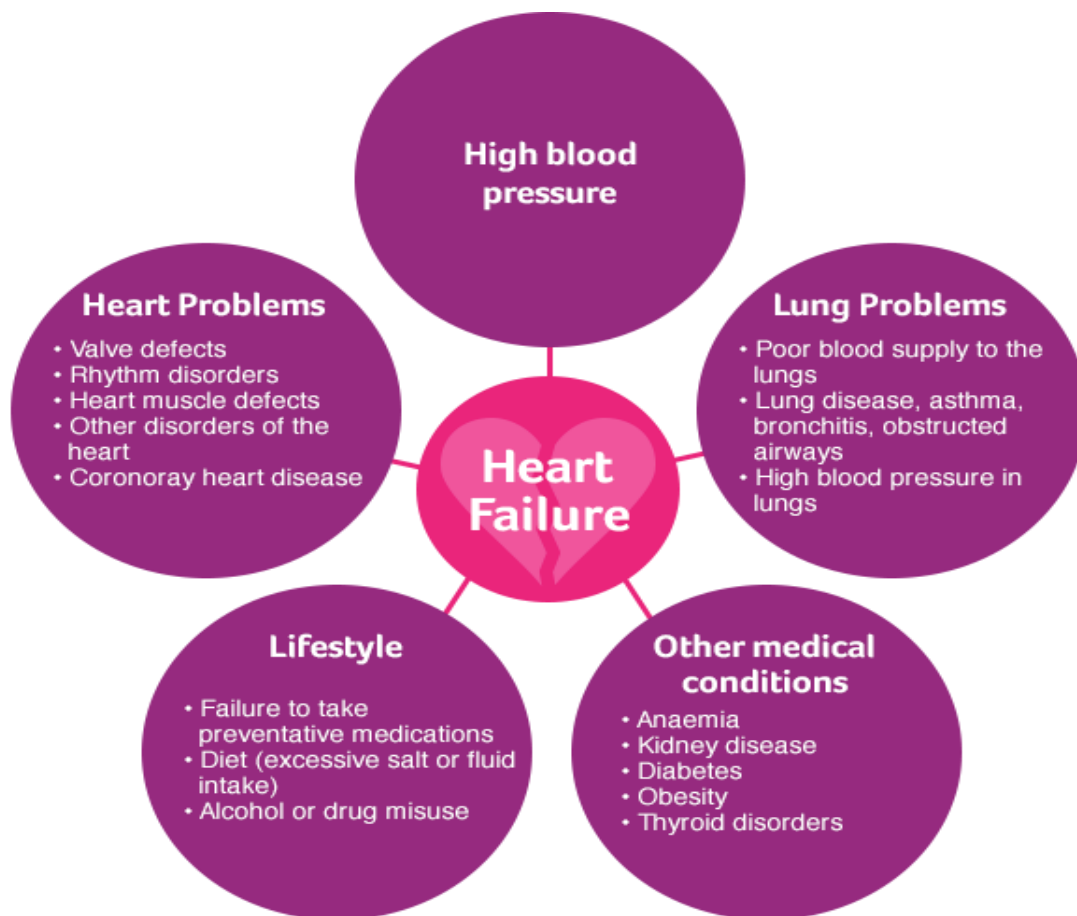 High blood
pressure
Heart Problems
• Valve defects
• Rhythm disorders
• Heart muscle defects
• Other disorders of the
heart
• Coronoray heart disease
Lung Problems
• Poor blood supply to the
lungs
• Lung disease, asthma,
bronchitis, obstructed
airways
• High blood pressure in
lungs
Heart
Failure
Lifestyle
• Failure to take
preventative medications
• Diet (excessive salt or fluid
intake)
• Alcohol or drug misuse
Other medical
conditions
• Anaemia
• Kidney disease
• Diabetes
• Obesity
• Thyroid disorders